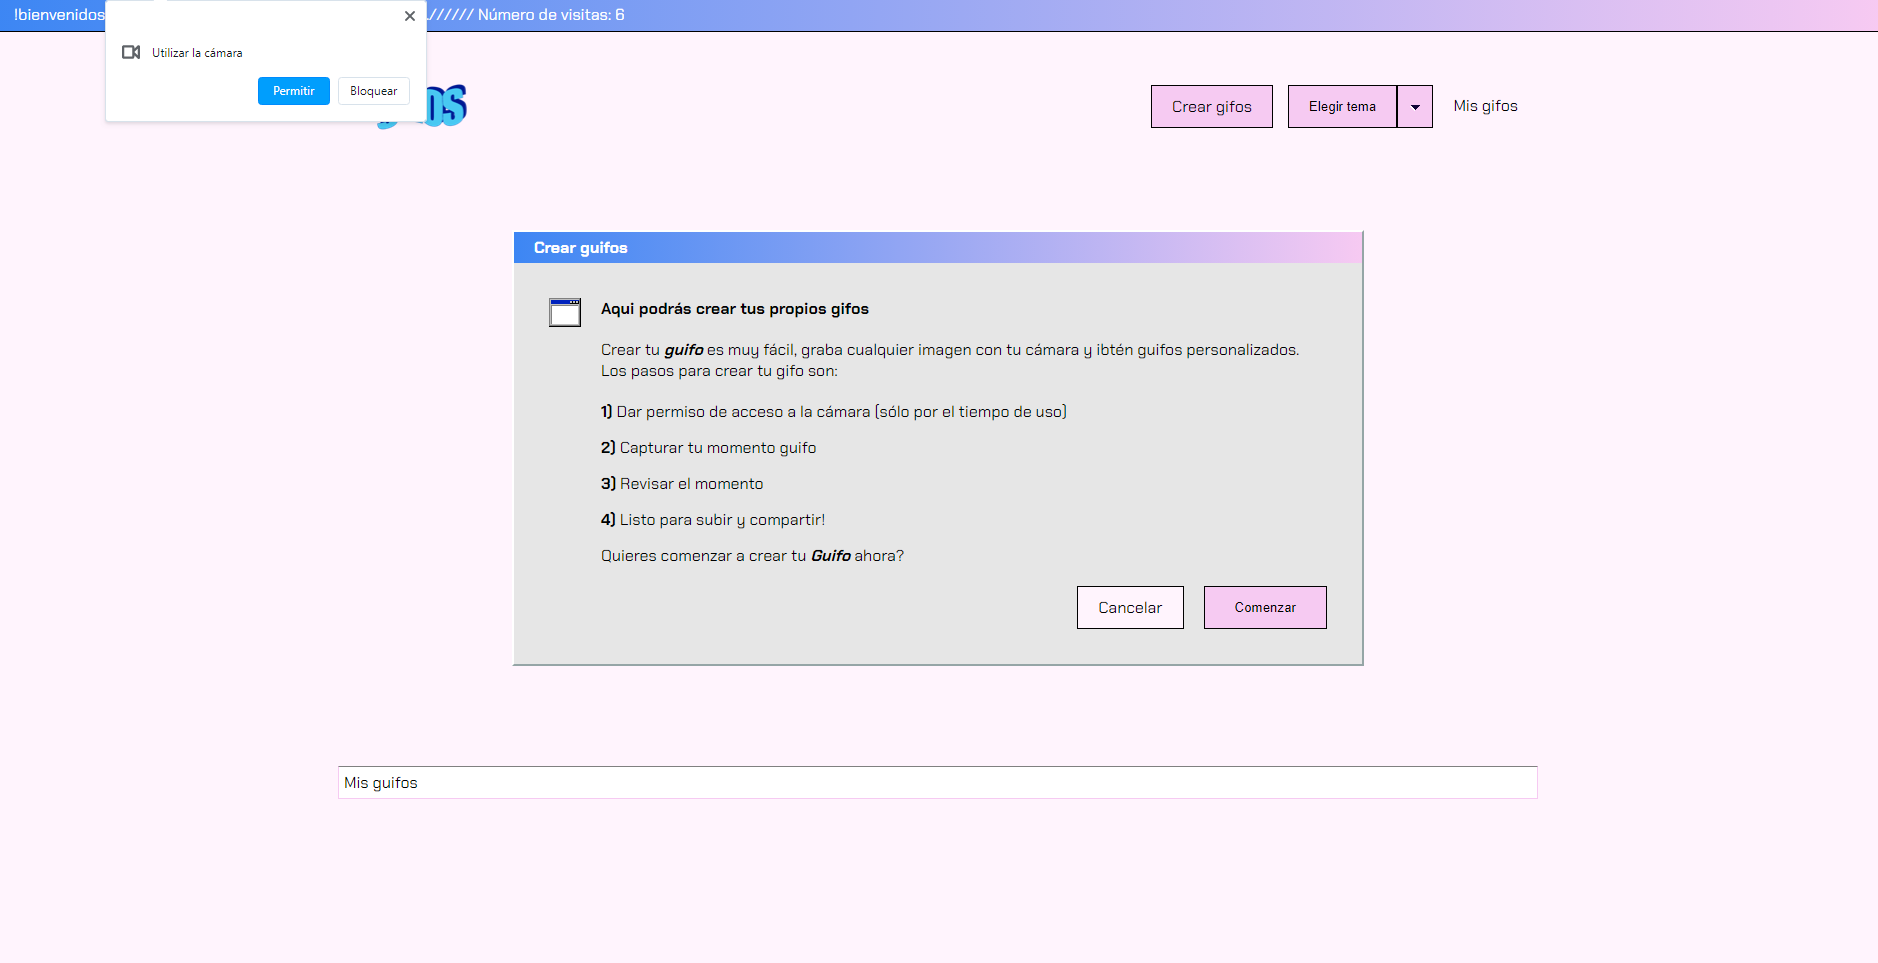 !bienvenidos ////// Número de visitas: 6
Utilizar la cámara
Permitir Bloquear
Crear gifos Elegir tema Mis gifos
Crear guifos
Aqui podrás crear tus propios gifos
Crear tu guifo es muy fácil, graba cualquier imagen con tu cámara y ibtén guifos personalizados.
Los pasos para crear tu gifo son:
1) Dar permiso de acceso a la cámara (sólo por el tiempo de uso)
2) Capturar tu momento guifo
3) Revisar el momento
4) Listo para subir y compartir!
Quieres comenzar a crear tu Guifo ahora?
Cancelar Comenzar
Mis guifos